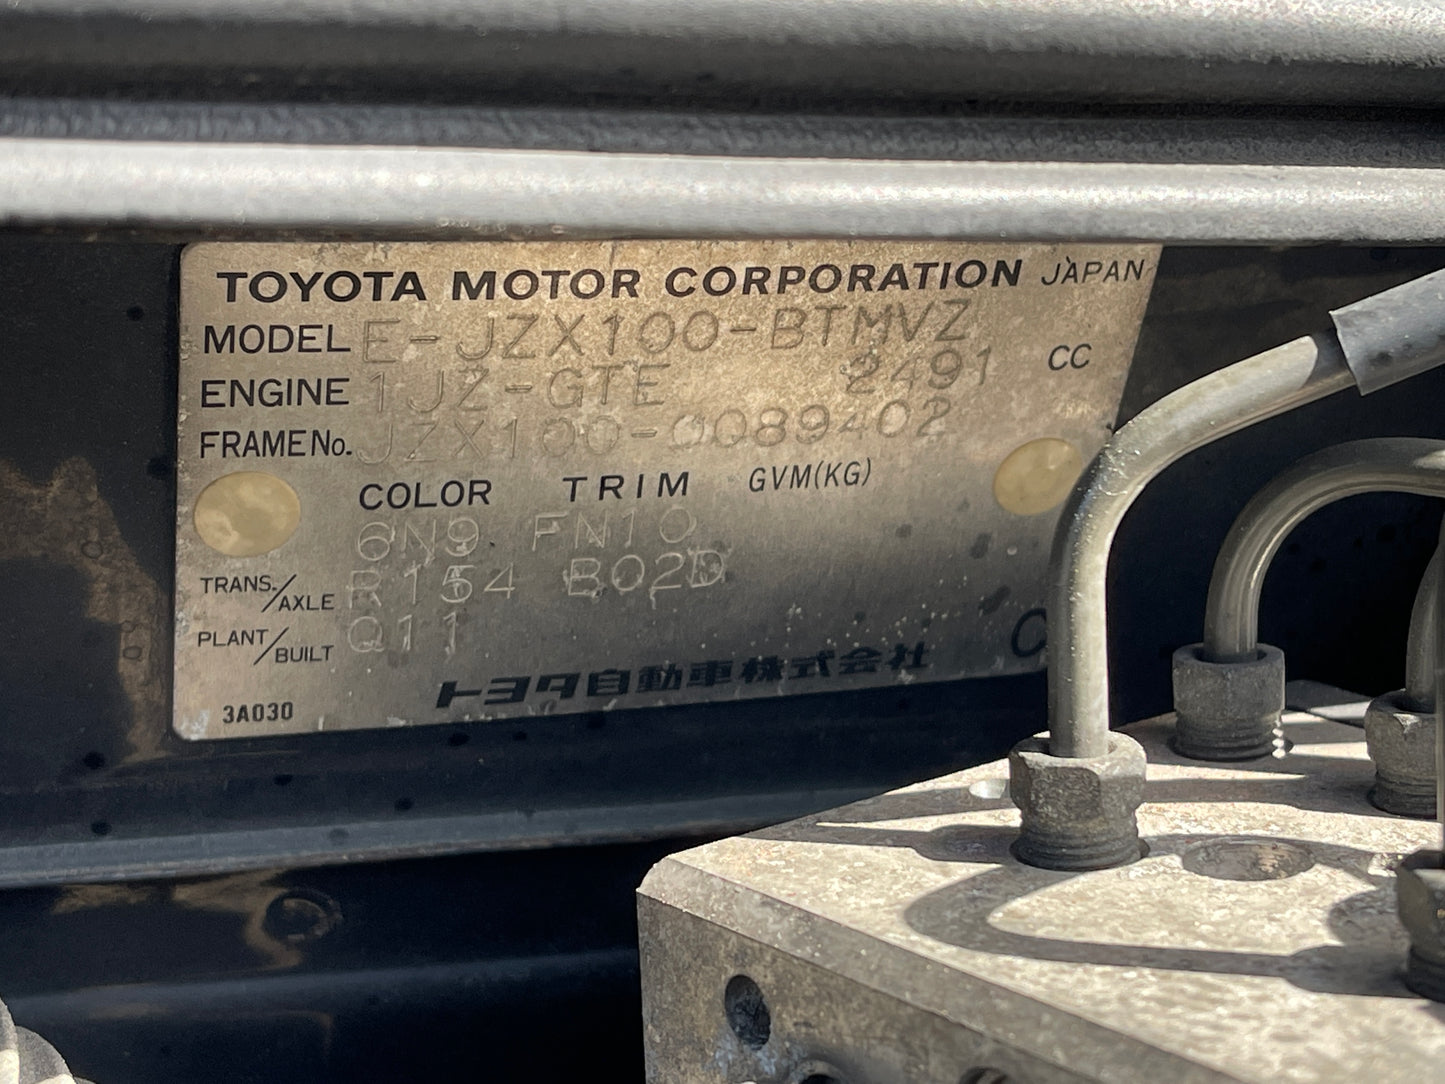 TOYOTA MOTOR CORPORATION JAPAN
MODEL E-JZX100-BTMVZ
ENGINE 1JZ-GTE 2491 CC
FRAME No. JZX100-0089402
COLOR TRIM GVM(KG)
6N9 FN10
TRANS./AXLE R154 B02D
PLANT/BUILT Q11
トヨタ自動車株式会社 C
3A030